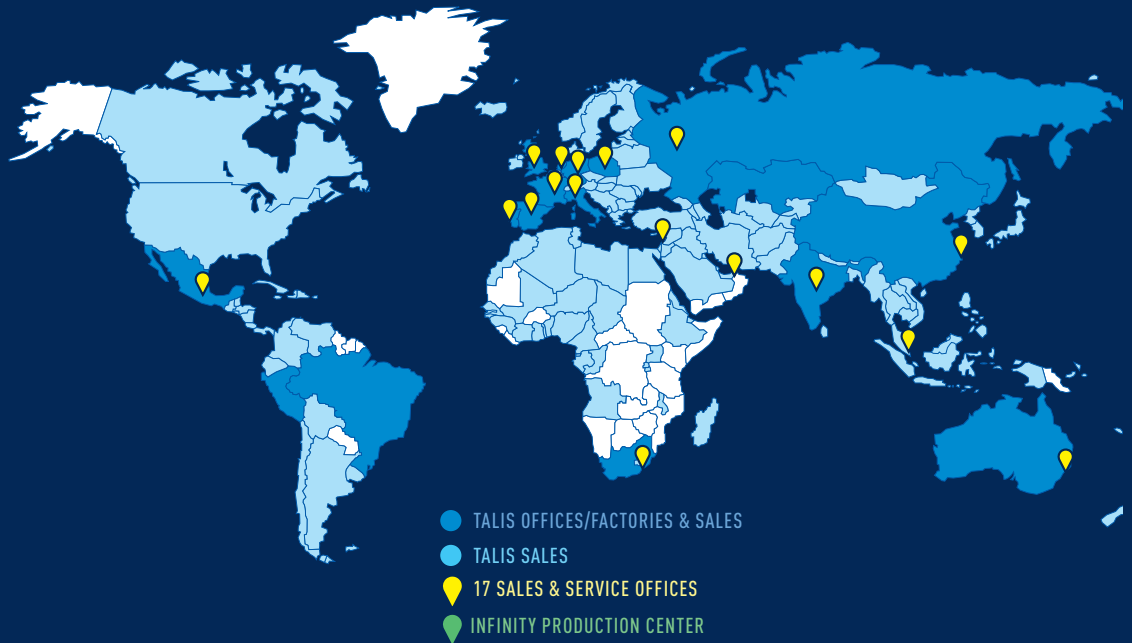 TALIS OFFICES/FACTORIES & SALES
TALIS SALES
17 SALES & SERVICE OFFICES
INFINITY PRODUCTION CENTER